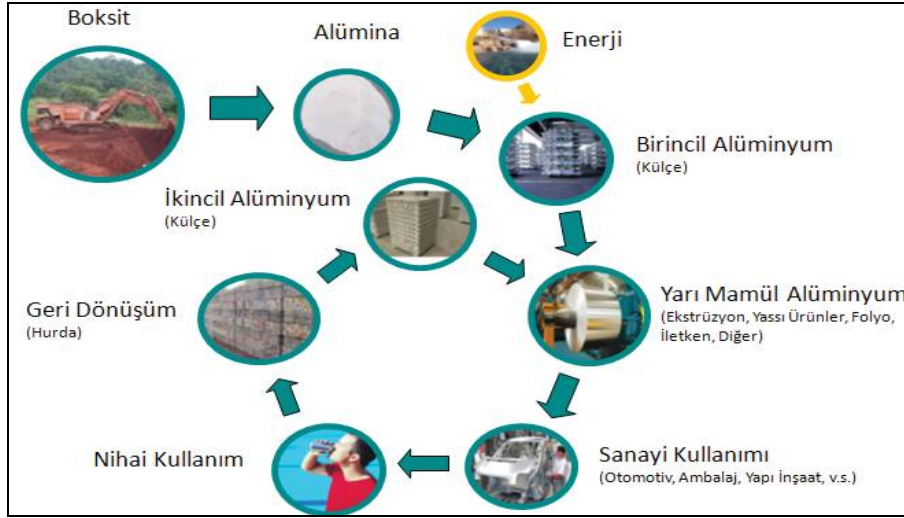 Boksit
Alümina
Enerji
Birincil Alüminyum
(Külçe)
İkincil Alüminyum
(Külçe)
Yarı Mamül Alüminyum
(Ekstrüzyon, Yassı Ürünler, Folyo,
İletken, Diğer)
Geri Dönüşüm
(Hurda)
Nihai Kullanım
Sanayi Kullanımı
(Otomotiv, Ambalaj, Yapı İnşaat, v.s.)